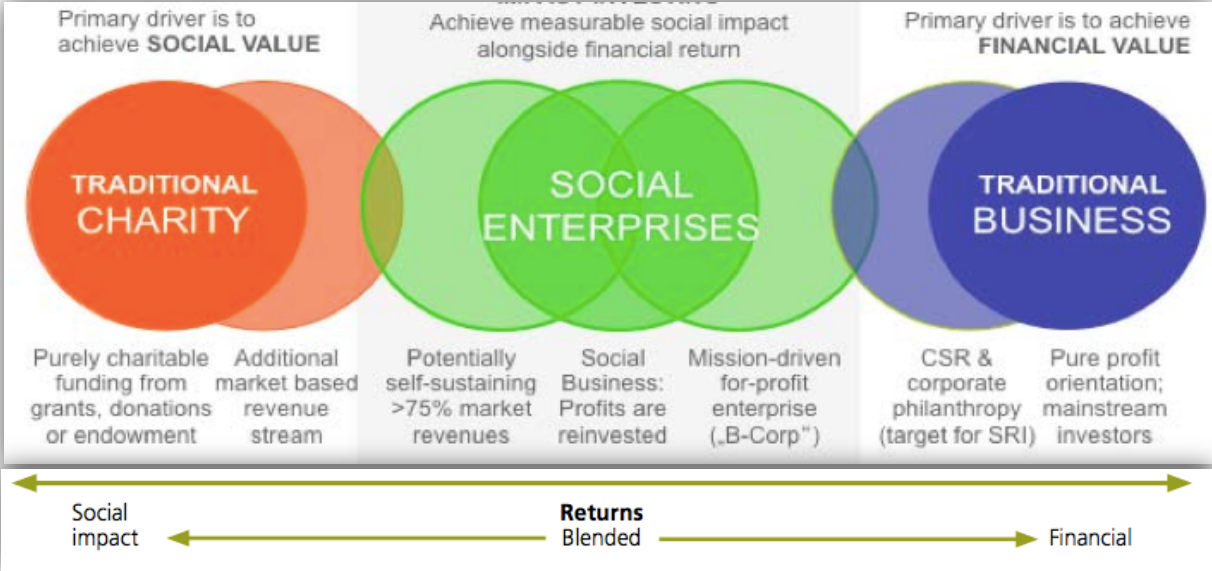 Primary driver is to
achieve SOCIAL VALUE
Achieve measurable social impact
alongside financial return
Primary driver is to achieve
FINANCIAL VALUE
TRADITIONAL
CHARITY
SOCIAL
ENTERPRISES
TRADITIONAL
BUSINESS
Purely charitable
funding from
grants, donations
or endowment
Additional
market based
revenue
stream
Potentially
self-sustaining
>75% market
revenues
Social
Business:
Profits are
reinvested
Mission-driven
for-profit
enterprise
(„B-Corp")
CSR &
corporate
philanthropy
(target for SRI)
Pure profit
orientation;
mainstream
investors
Social
impact
Returns
Blended
Financial